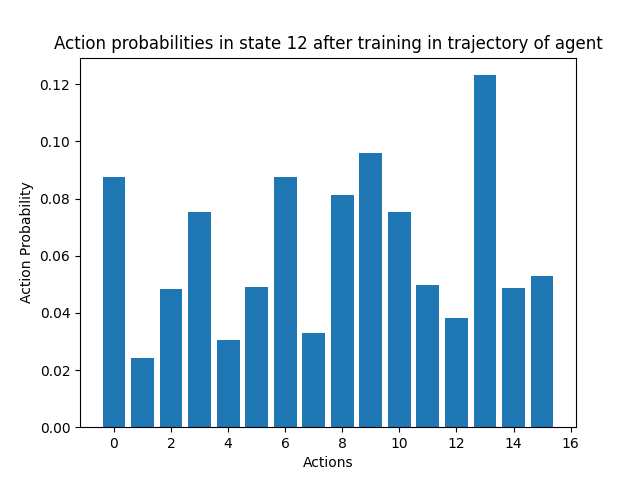 Action probabilities in state 12 after training in trajectory of agent
0.12
0.10
0.08
0.06
0.04
0.02
0.00
Action Probability
0 2 4 6 8 10 12 14 16
Actions